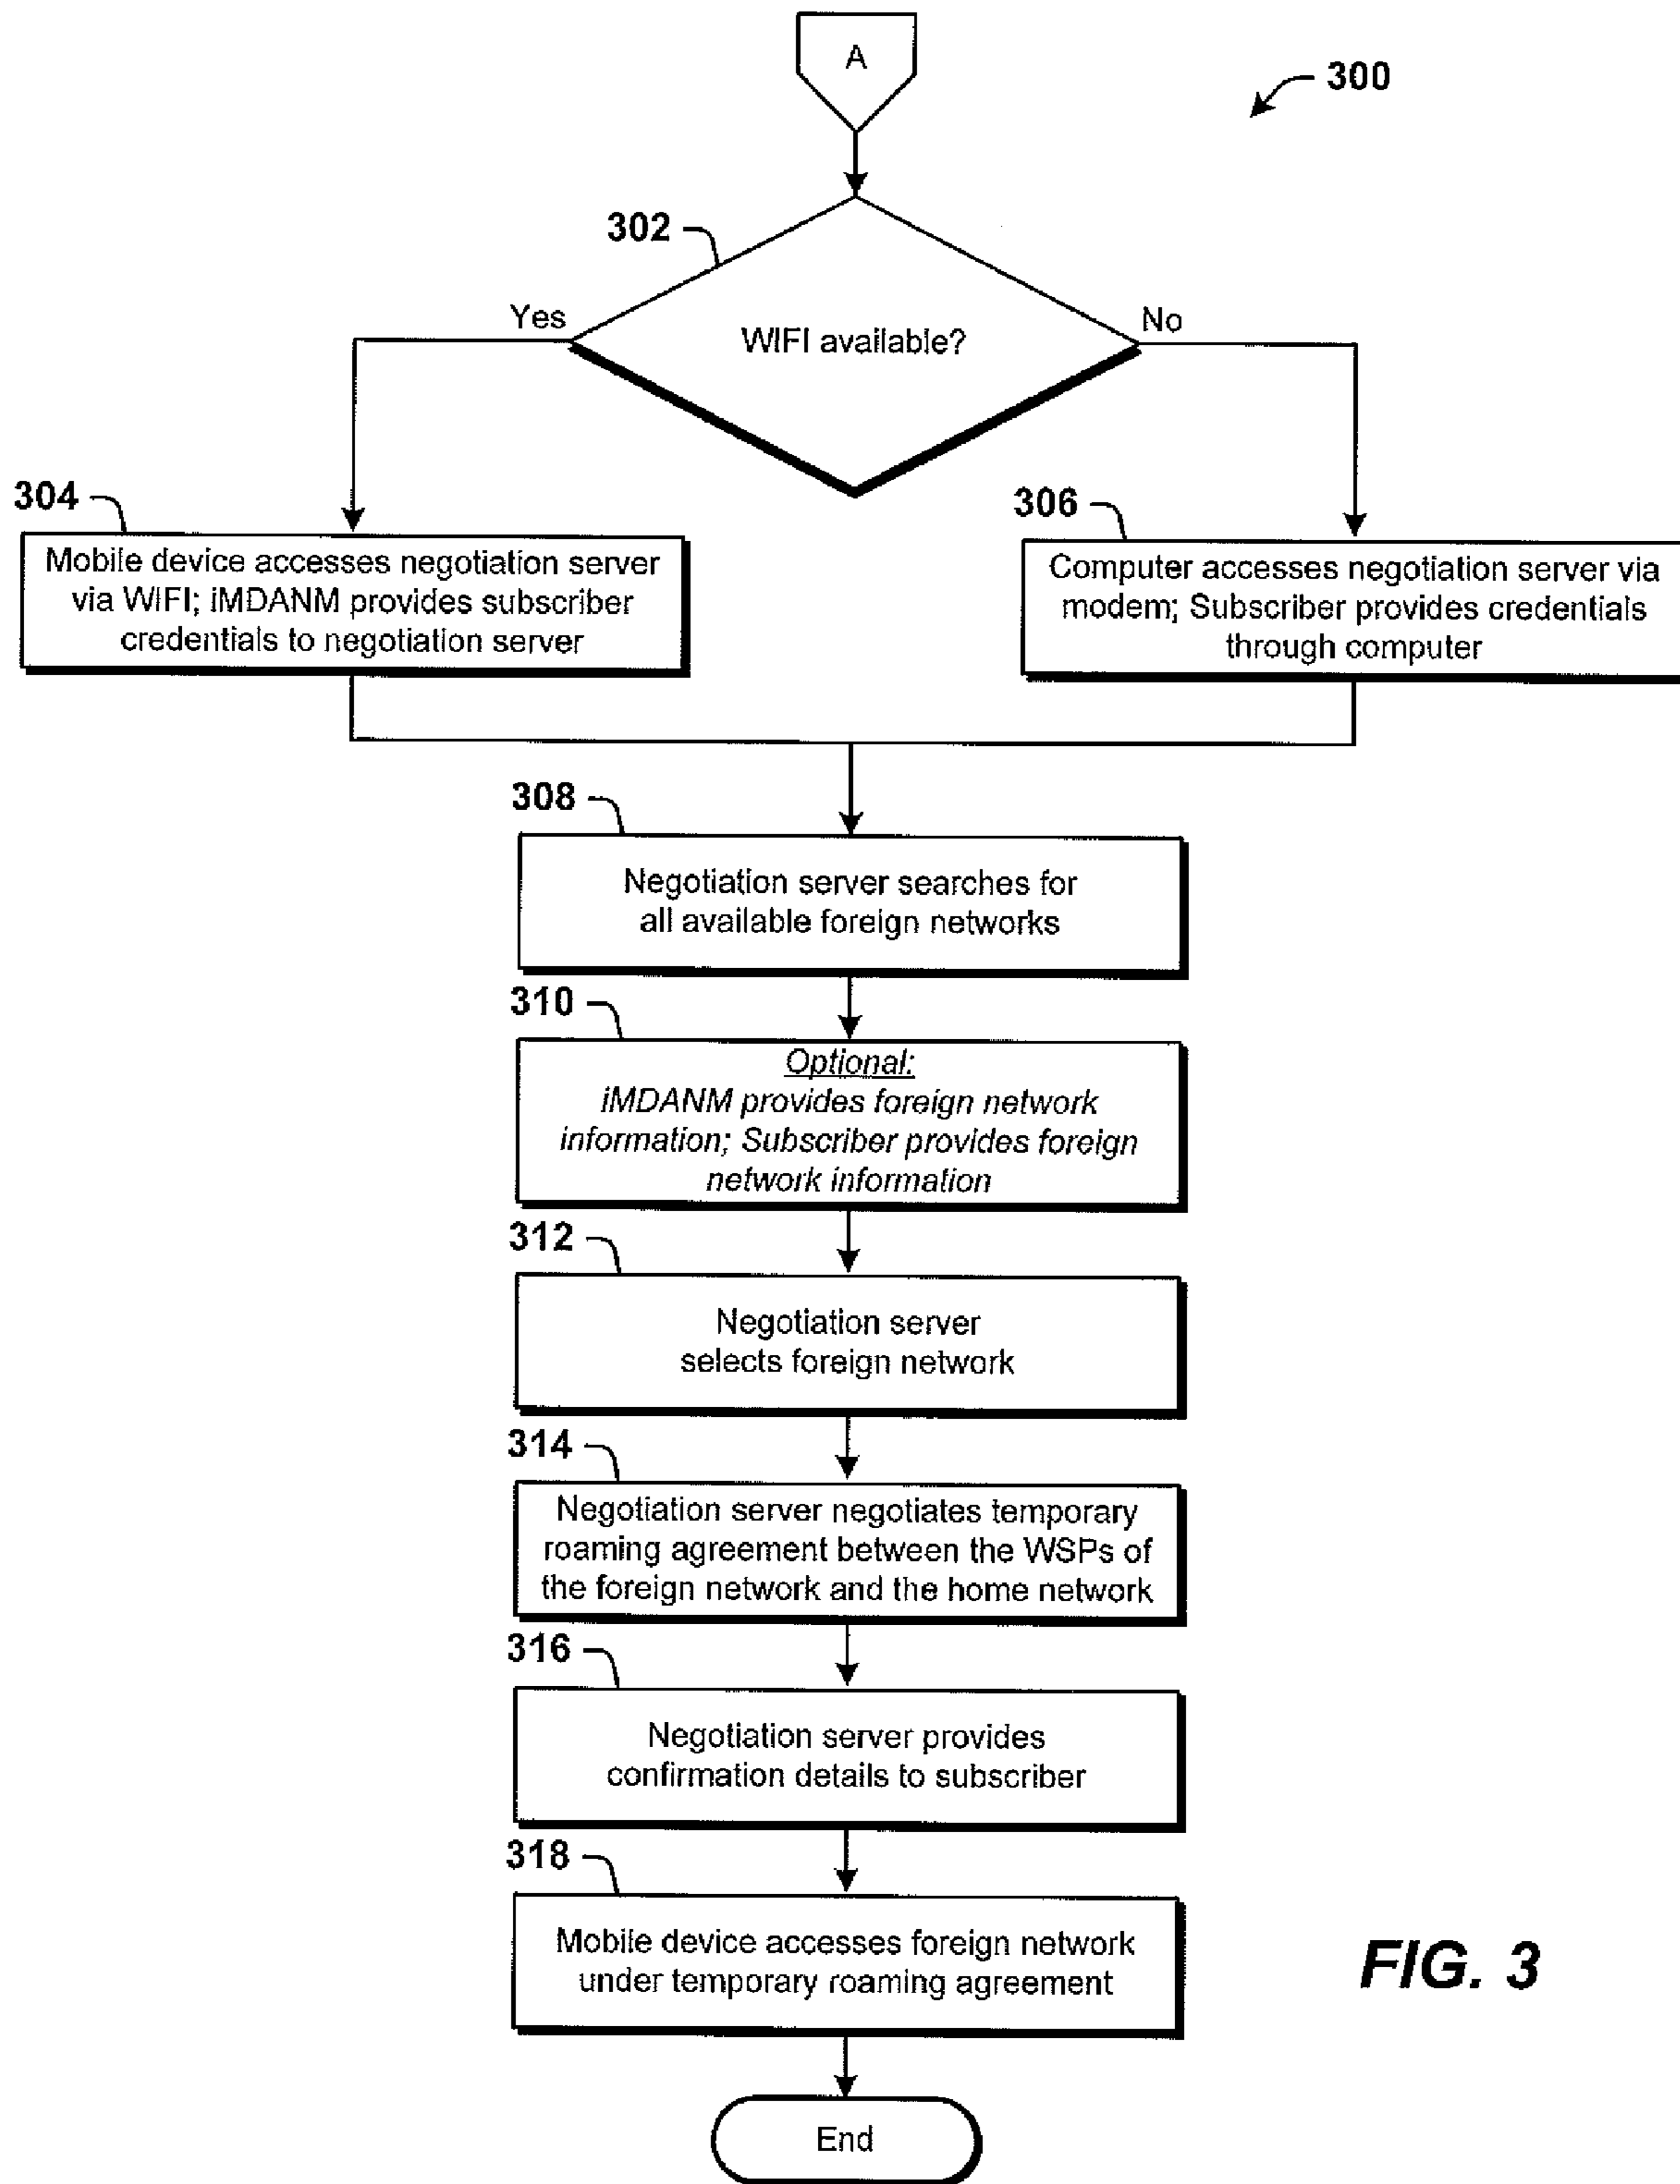 A
300
302
Yes
No
WIFI available?
304
306
Mobile device accesses negotiation server
via WIFI; iMDANM provides subscriber
credentials to negotiation server
Computer accesses negotiation server via
modem; Subscriber provides credentials
through computer
308
Negotiation server searches for
all available foreign networks
310
Optional:
iMDANM provides foreign network
information; Subscriber provides foreign
network information
312
Negotiation server
selects foreign network
314
Negotiation server negotiates temporary
roaming agreement between the WSPs of
the foreign network and the home network
316
Negotiation server provides
confirmation details to subscriber
318
Mobile device accesses foreign network
under temporary roaming agreement
FIG. 3
End